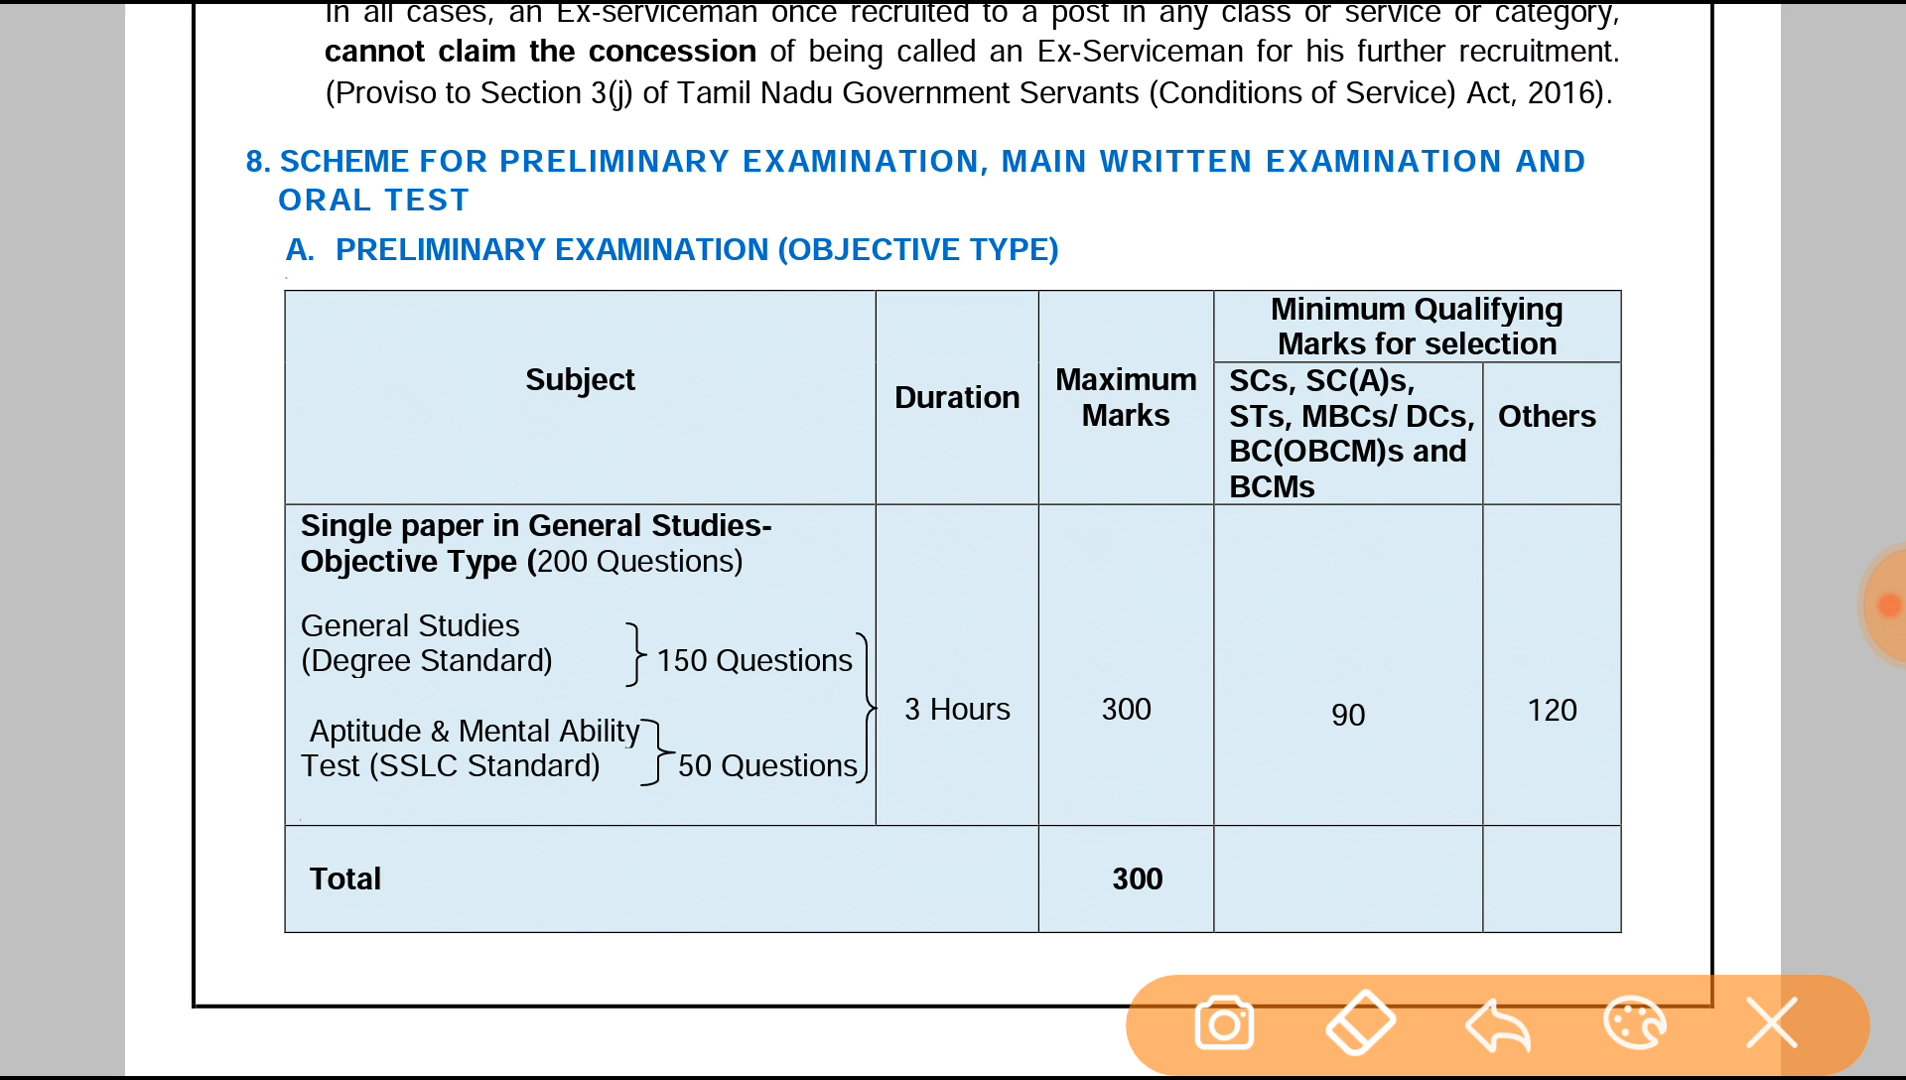 In all cases, an Ex-serviceman once recruited to a post in any class or service or category,
cannot claim the concession of being called an Ex-Serviceman for his further recruitment.
(Proviso to Section 3(j) of Tamil Nadu Government Servants (Conditions of Service) Act, 2016).
8. SCHEME FOR PRELIMINARY EXAMINATION, MAIN WRITTEN EXAMINATION AND
ORAL TEST
A. PRELIMINARY EXAMINATION (OBJECTIVE TYPE)
Subject
Duration
Maximum
Marks
Minimum Qualifying
Marks for selection
SCs, SC(A)s,
STs, MBCs/ DCs,
BC(OBCM)s and
BCMs
Others
Single paper in General Studies-
Objective Type (200 Questions)
General Studies
(Degree Standard)
150 Questions
Aptitude & Mental Ability
Test (SSLC Standard)
50 Questions
3 Hours
300
90
120
Total
300